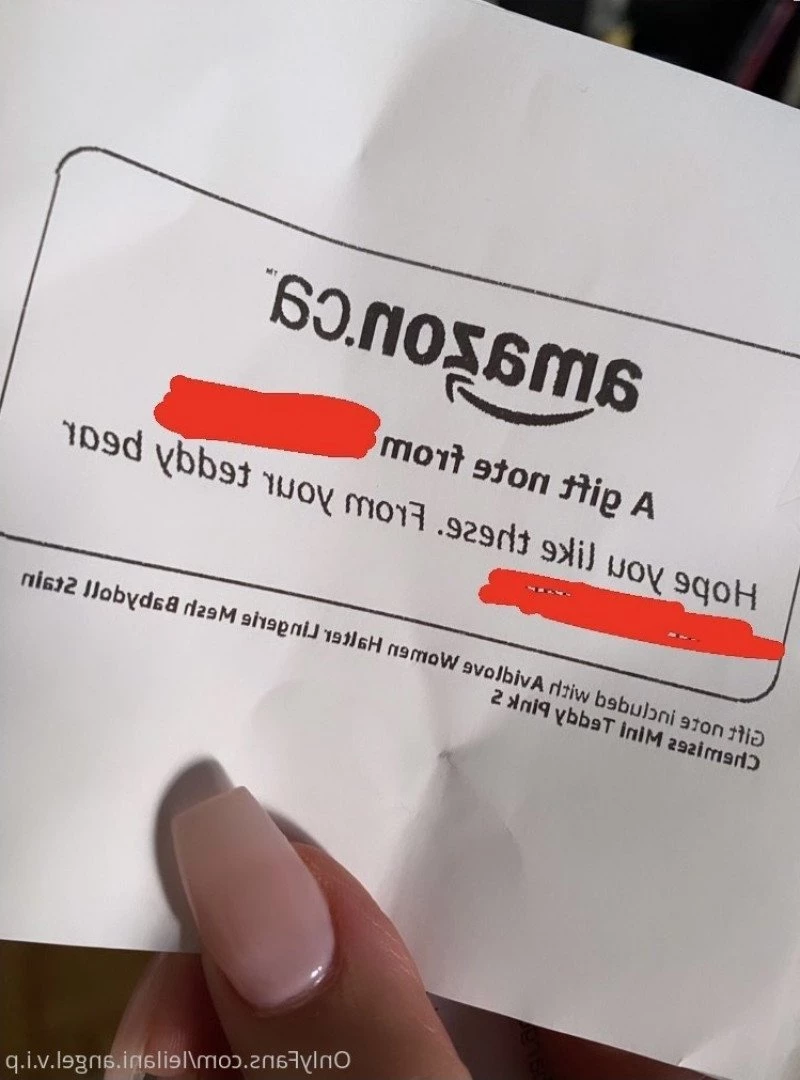 amazon.ca™
A gift note from
Hope you like these. From your teddy bear
Gift note included with Avidlove Women Halter Lingerie Mesh Babydoll Stain
Chemises Mini Teddy Pink S
OnlyFans.com/leilani.angel.v.i.p